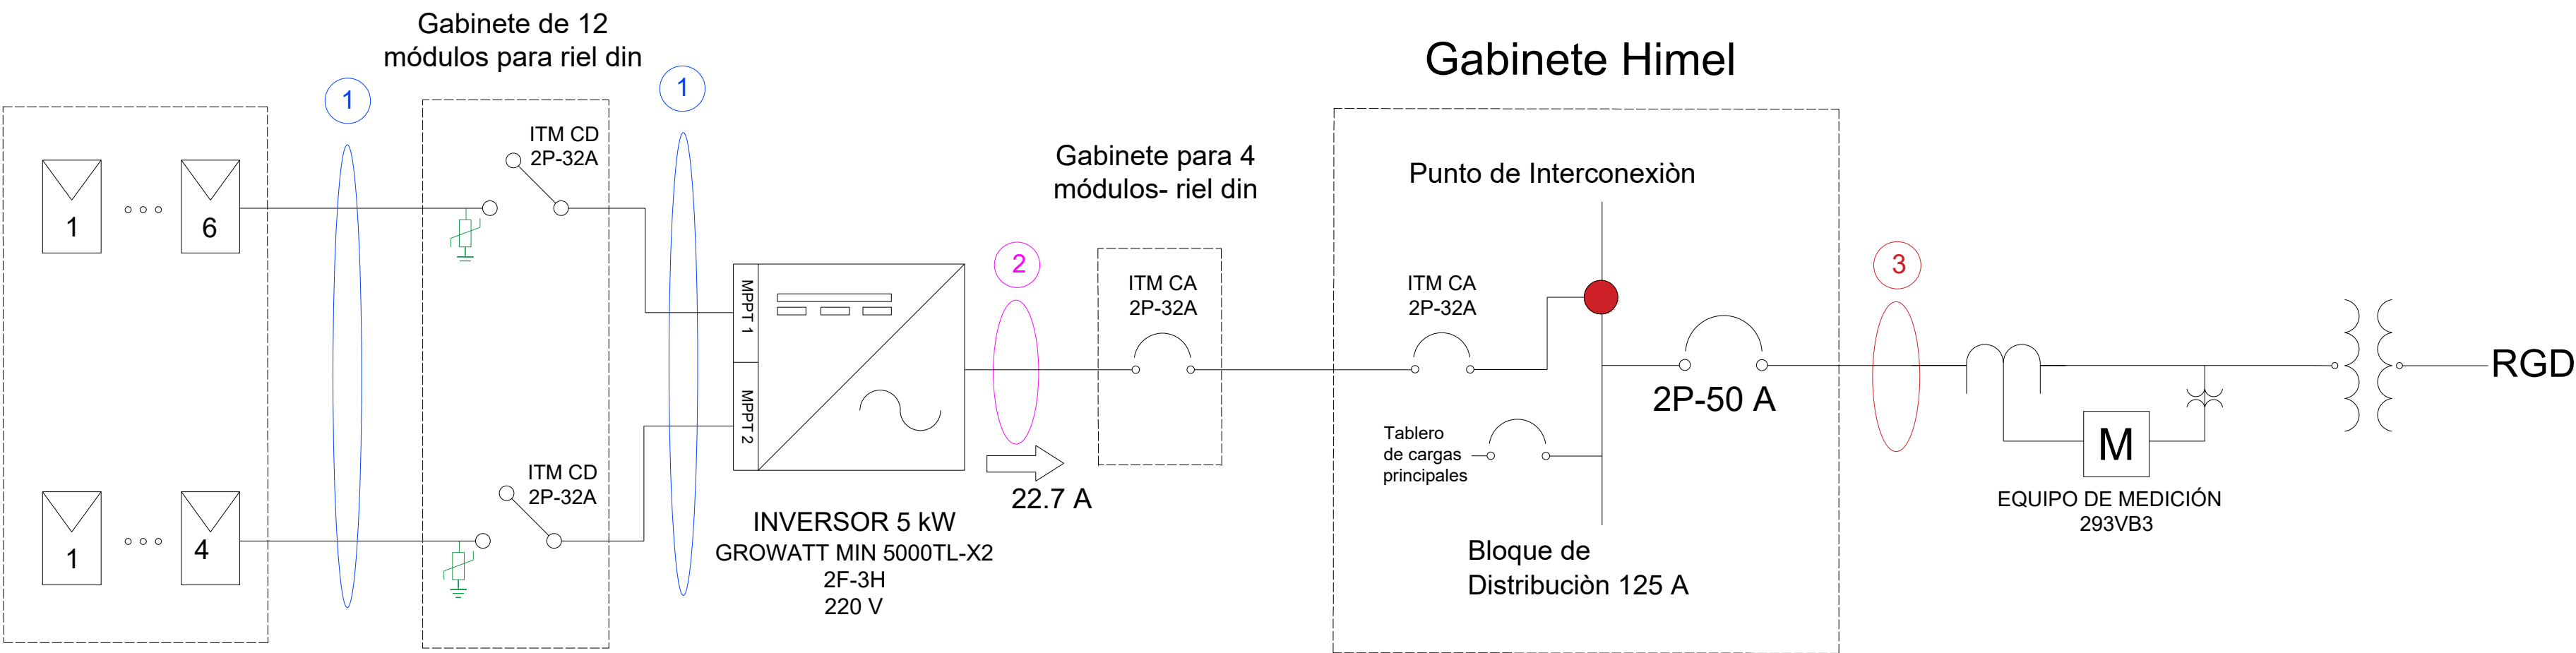 Gabinete de 12
módulos para riel din
1
1
ITM CD
2P-32A
1
6
ITM CD
2P-32A
1
4
MPPT 1
MPPT 2
INVERSOR 5 kW
GROWATT MIN 5000TL-X2
2F-3H
220 V
2
22.7 A
Gabinete para 4
módulos- riel din
ITM CA
2P-32A
Gabinete Himel
Punto de Interconexiòn
ITM CA
2P-32A
2P-50 A
Tablero
de cargas
principales
Bloque de
Distribuciòn 125 A
3
M
EQUIPO DE MEDICIÓN
293VB3
RGD